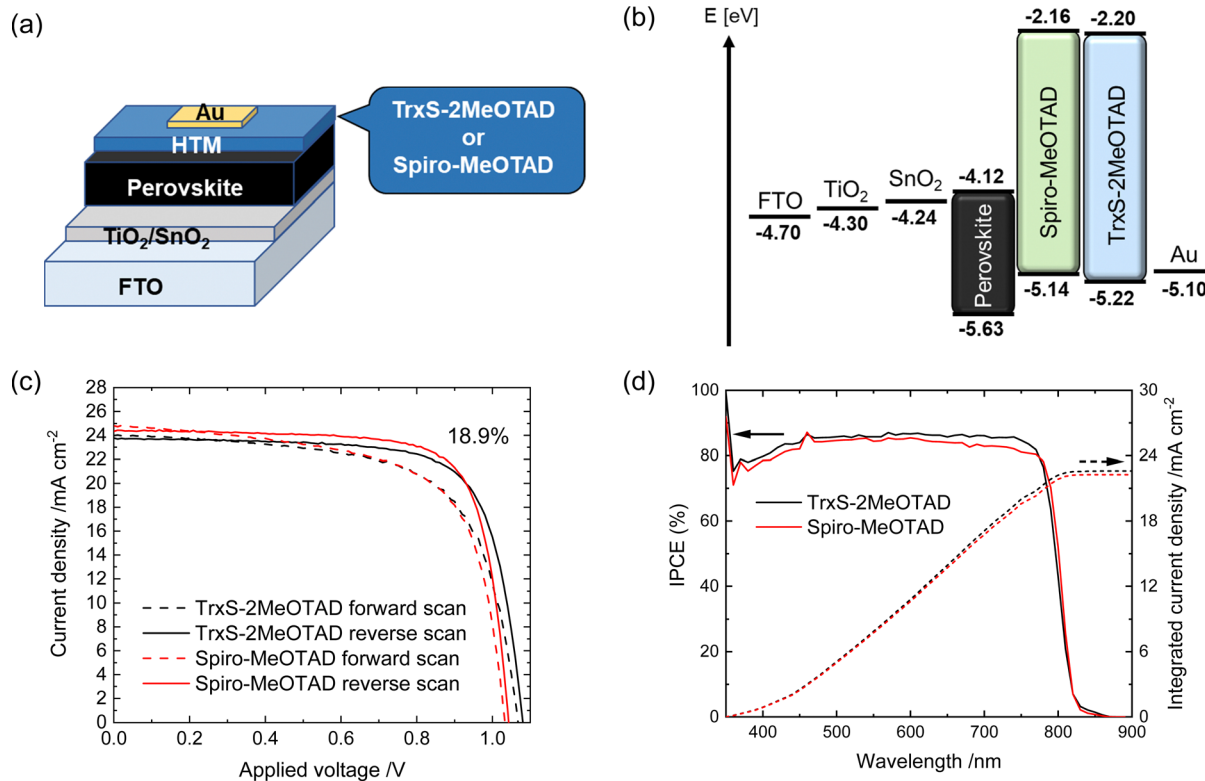 (a)
Au
HTM
Perovskite
TiO₂/SnO₂
FTO
TrxS-2MeOTAD
or
Spiro-MeOTAD
(b)
E [eV]
FTO
-4.70
TiO₂
-4.30
SnO₂
-4.24
-4.12
Perovskite
-5.63
-2.16
Spiro-MeOTAD
-5.14
-2.20
TrxS-2MeOTAD
-5.22
Au
-5.10
(c)
Current density /mA cm⁻²
28
26
24
22
20
18
16
14
12
10
8
6
4
2
0
18.9%
TrxS-2MeOTAD forward scan
TrxS-2MeOTAD reverse scan
Spiro-MeOTAD forward scan
Spiro-MeOTAD reverse scan
0.0 0.2 0.4 0.6 0.8 1.0
Applied voltage /V
(d)
IPCE (%)
100
80
60
40
20
0
TrxS-2MeOTAD
Spiro-MeOTAD
30
24
18
12
6
0
Integrated current density /mA cm⁻²
400 500 600 700 800 900
Wavelength /nm